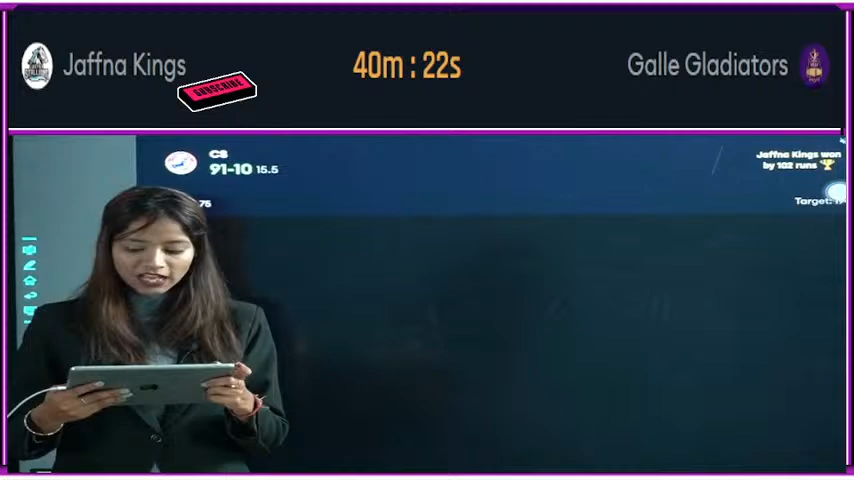 Jaffna Kings
40m : 22s
Galle Gladiators
SUBSCRIBE
CS
91-10 15.5
Jaffna Kings won
by 102 runs
75
Target: